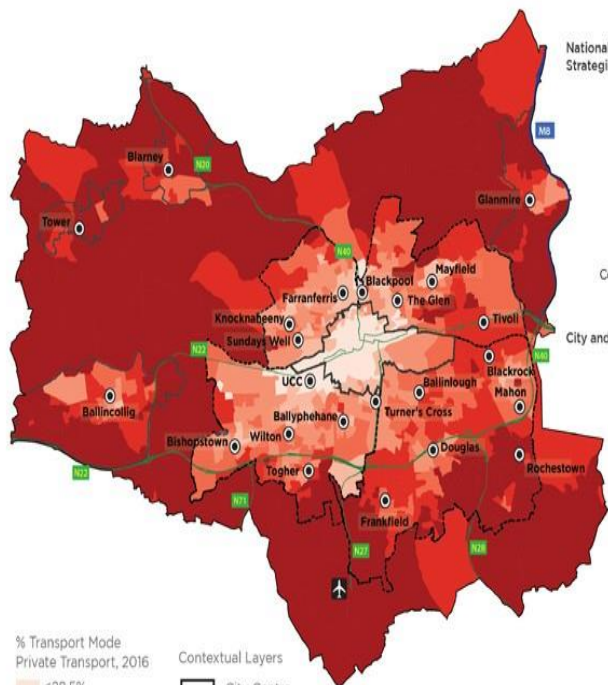 National
Strategi
M8
Blarney
N20
Tower
Glanmire
Co
N40
Blackpool
Mayfield
Farranferris
The Glen
Knocknaheeny
Tivoli
Sundays Well
City and
N22
N40
UCC
Ballinlough
Blackrock
Mahon
Ballincollig
Ballyphehane
Turner's Cross
Bishopstown
Wilton
Douglas
Rochestown
Togher
N22
N71
Frankfield
N27
N28
% Transport Mode
Private Transport, 2016
Contextual Layers